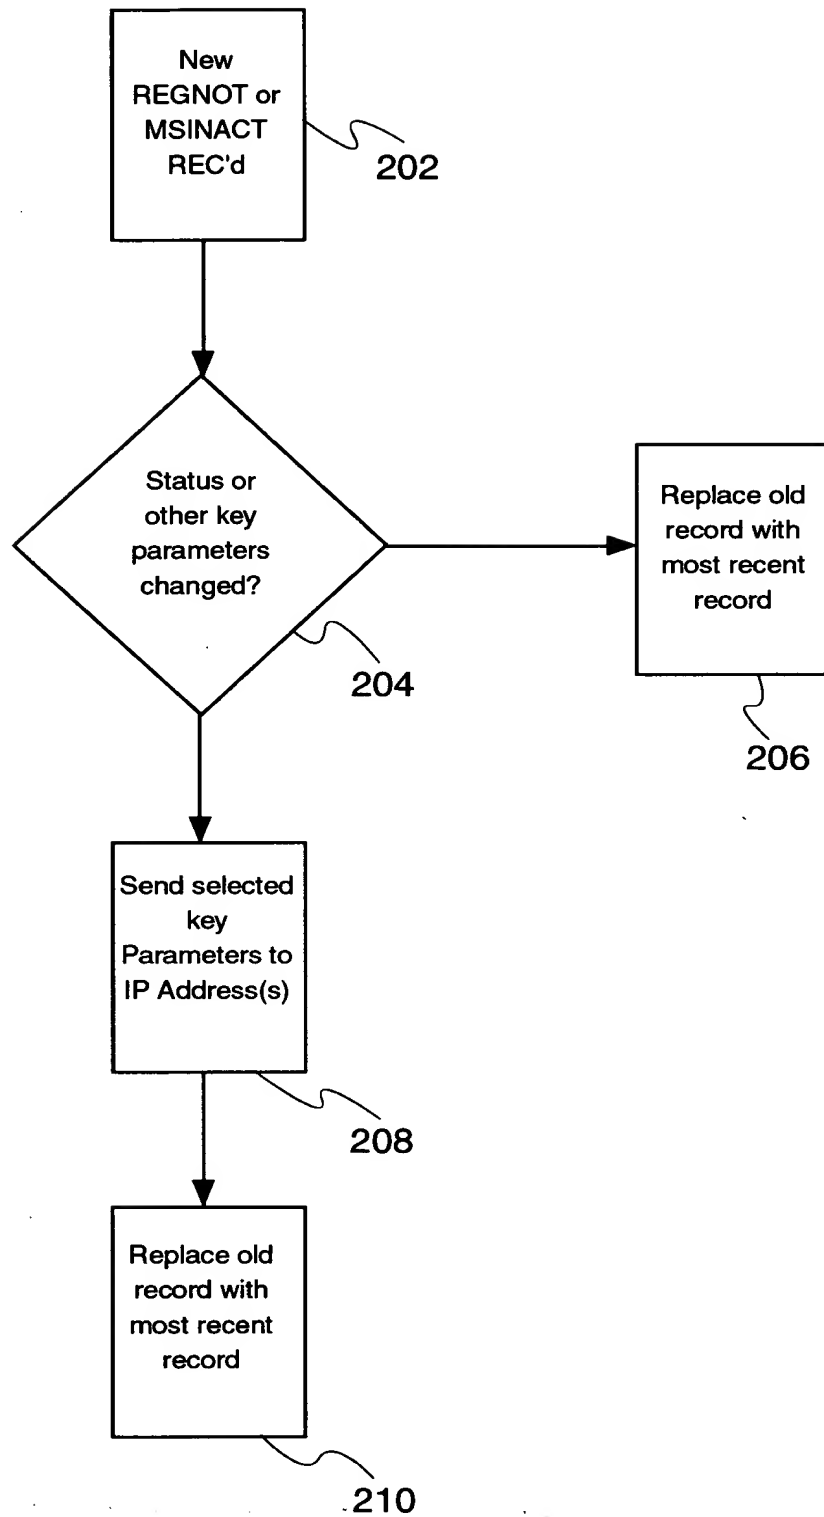 New
REGNOT or
MSINACT
REC'd
202
Status or
other key
parameters
changed?
204
Replace old
record with
most recent
record
206
Send selected
key
Parameters to
IP Address(s)
208
Replace old
record with
most recent
record
210